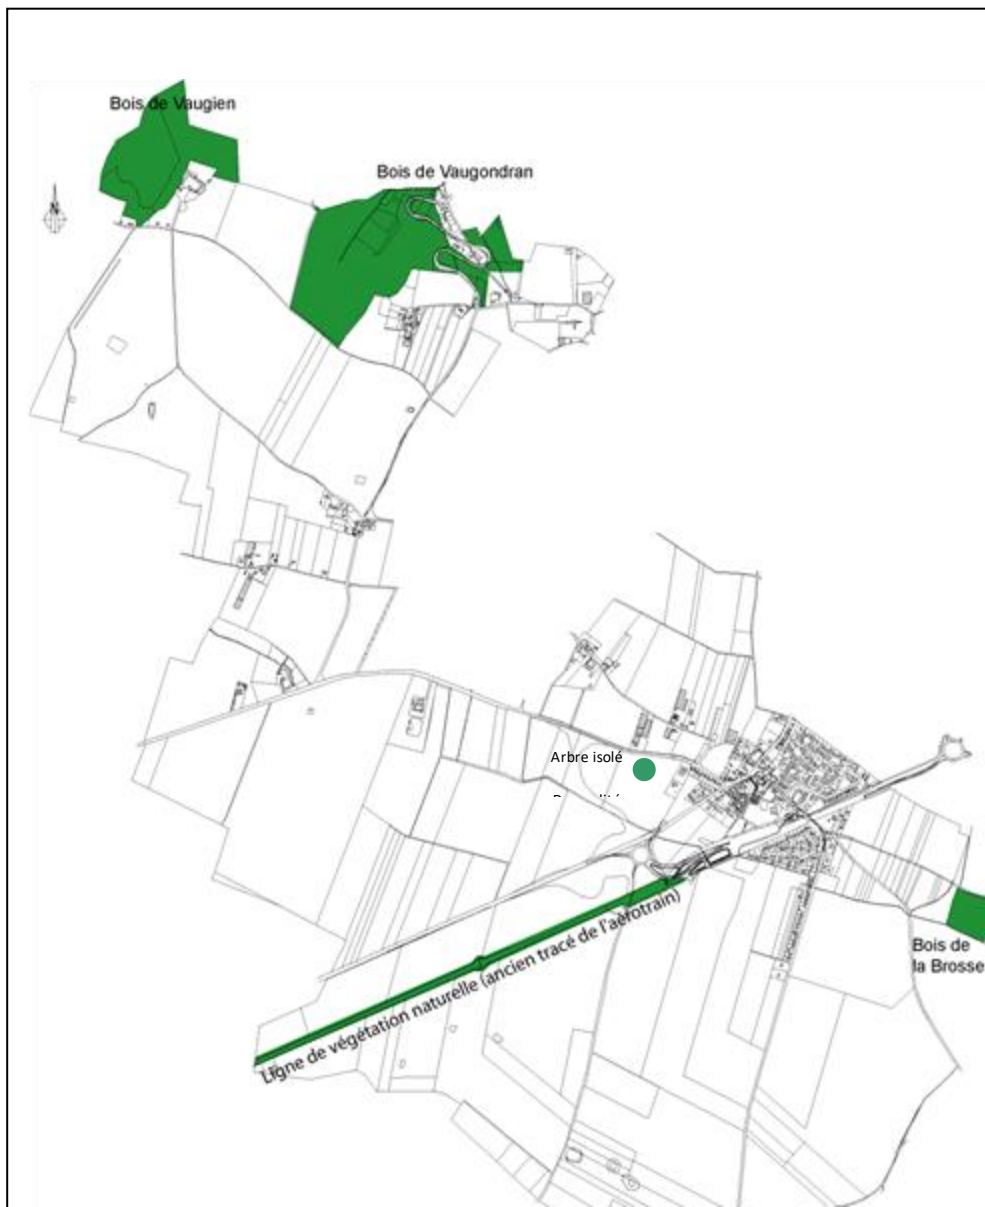 Bois de Vaugien
Bois de Vaugondran
N
Arbre isolé
Ligne de végétation naturelle (ancien tracé de l'aérotrain)
Bois de
la Brosse